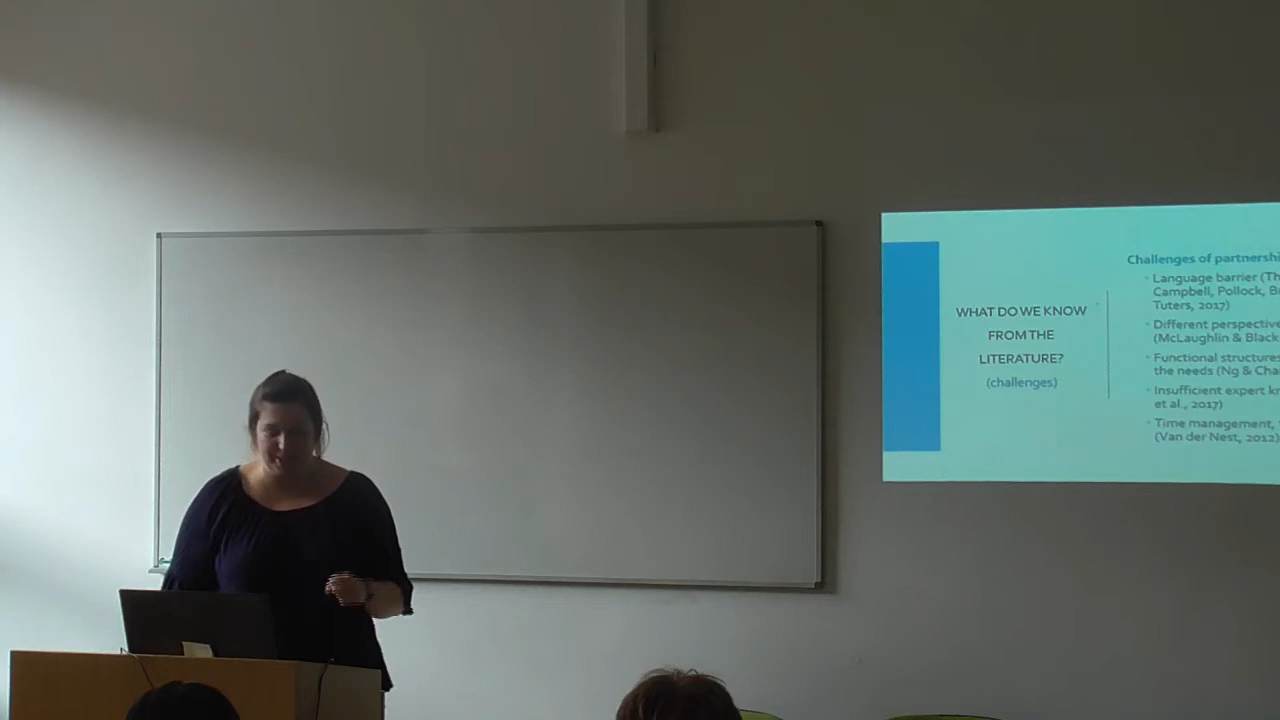 WHAT DO WE KNOW
FROM THE
LITERATURE?
(challenges)
Challenges of partnershi
Language barrier (Th
Campbell, Pollock, Br
Tuters, 2017)
Different perspective
(McLaughlin & Black
Functional structures
the needs (Ng & Cha
Insufficient expert kn
et al., 2017)
Time management,
(Van der Nest, 2012)